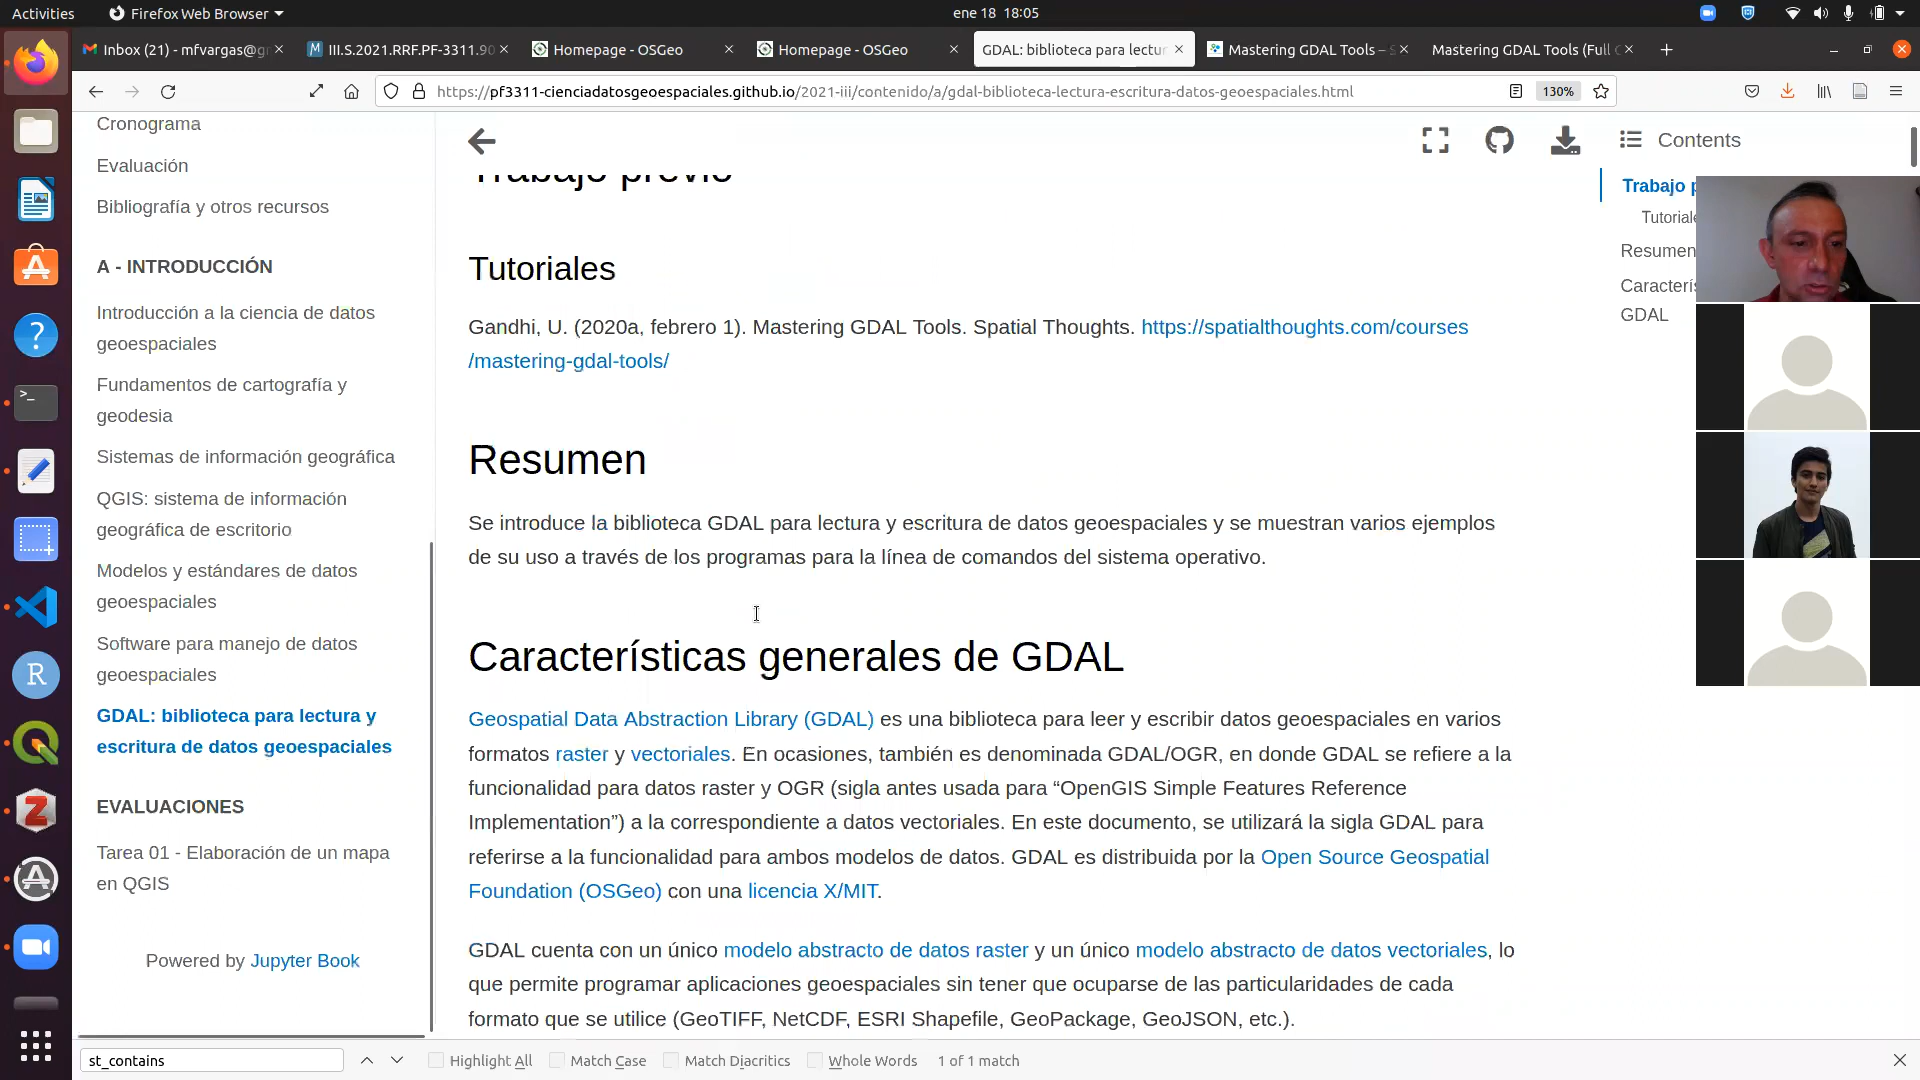 Activities
Firefox Web Browser
ene 18 18:05
Inbox (21) - mfvargas@g
III.S.2021.RRF.PF-3311.90
Homepage - OSGeo
Homepage - OSGeo
GDAL: biblioteca para lectur
Mastering GDAL Tools – S
Mastering GDAL Tools (Full C
https://pf3311-cienciadatosgeoespaciales.github.io/2021-iii/contenido/a/gdal-biblioteca-lectura-escritura-datos-geoespaciales.html
130%
Cronograma
Evaluación
Bibliografía y otros recursos
A - INTRODUCCIÓN
Introducción a la ciencia de datos
geoespaciales
Fundamentos de cartografía y
geodesia
Sistemas de información geográfica
QGIS: sistema de información
geográfica de escritorio
Modelos y estándares de datos
geoespaciales
Software para manejo de datos
geoespaciales
GDAL: biblioteca para lectura y
escritura de datos geoespaciales
EVALUACIONES
Tarea 01 - Elaboración de un mapa
en QGIS
Powered by Jupyter Book
Trabajo previo
Tutoriales
Gandhi, U. (2020a, febrero 1). Mastering GDAL Tools. Spatial Thoughts. https://spatialthoughts.com/courses
/mastering-gdal-tools/
Resumen
Se introduce la biblioteca GDAL para lectura y escritura de datos geoespaciales y se muestran varios ejemplos
de su uso a través de los programas para la línea de comandos del sistema operativo.
Características generales de GDAL
Geospatial Data Abstraction Library (GDAL) es una biblioteca para leer y escribir datos geoespaciales en varios
formatos raster y vectoriales. En ocasiones, también es denominada GDAL/OGR, en donde GDAL se refiere a la
funcionalidad para datos raster y OGR (sigla antes usada para “OpenGIS Simple Features Reference
Implementation”) a la correspondiente a datos vectoriales. En este documento, se utilizará la sigla GDAL para
referirse a la funcionalidad para ambos modelos de datos. GDAL es distribuida por la Open Source Geospatial
Foundation (OSGeo) con una licencia X/MIT.
GDAL cuenta con un único modelo abstracto de datos raster y un único modelo abstracto de datos vectoriales, lo
que permite programar aplicaciones geoespaciales sin tener que ocuparse de las particularidades de cada
formato que se utilice (GeoTIFF, NetCDF, ESRI Shapefile, GeoPackage, GeoJSON, etc.).
Contents
Trabajo p
Tutoriale
Resumen
Caracterís
GDAL
st_contains
Highlight All
Match Case
Match Diacritics
Whole Words
1 of 1 match